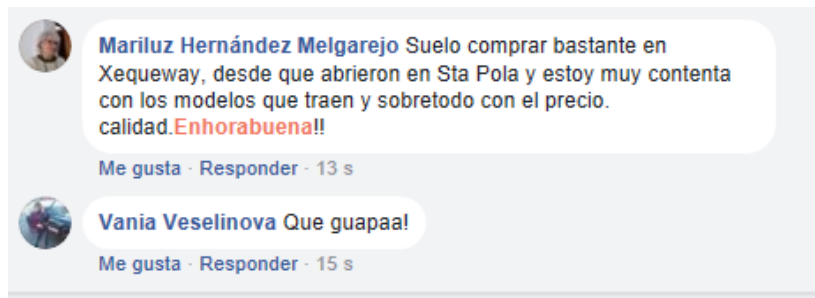 Mariluz Hernández Melgarejo Suelo comprar bastante en
Xequeway, desde que abrieron en Sta Pola y estoy muy contenta
con los modelos que traen y sobretodo con el precio.
calidad.Enhorabuena!!
Me gusta · Responder · 13 s
Vania Veselinova Que guapaa!
Me gusta · Responder · 15 s